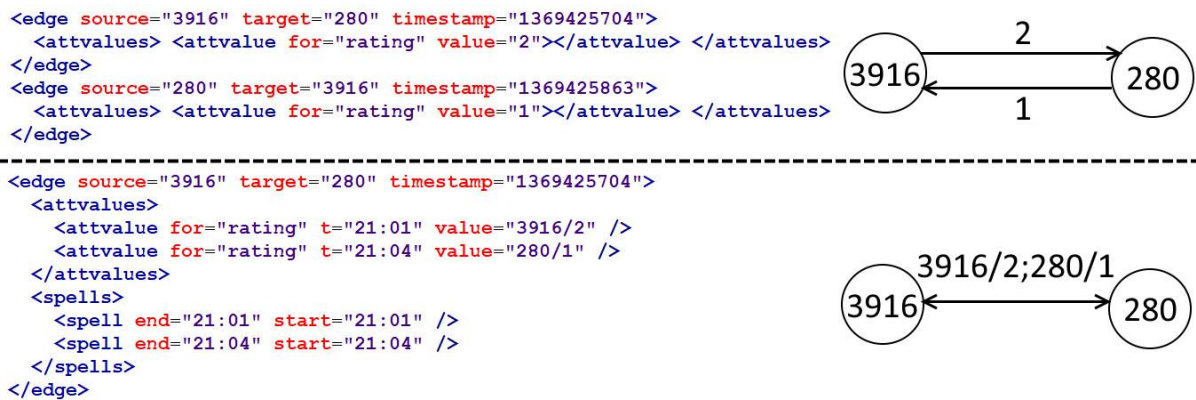 <edge source="3916" target="280" timestamp="1369425704">
<attvalues> <attvalue for="rating" value="2"></attvalue> </attvalues>
</edge>
<edge source="280" target="3916" timestamp="1369425863">
<attvalues> <attvalue for="rating" value="1"></attvalue> </attvalues>
</edge>
2
3916
280
1
<edge source="3916" target="280" timestamp="1369425704">
<attvalues>
<attvalue for="rating" t="21:01" value="3916/2" />
<attvalue for="rating" t="21:04" value="280/1" />
</attvalues>
<spells>
<spell end="21:01" start="21:01" />
<spell end="21:04" start="21:04" />
</spells>
</edge>
3916/2;280/1
3916
280